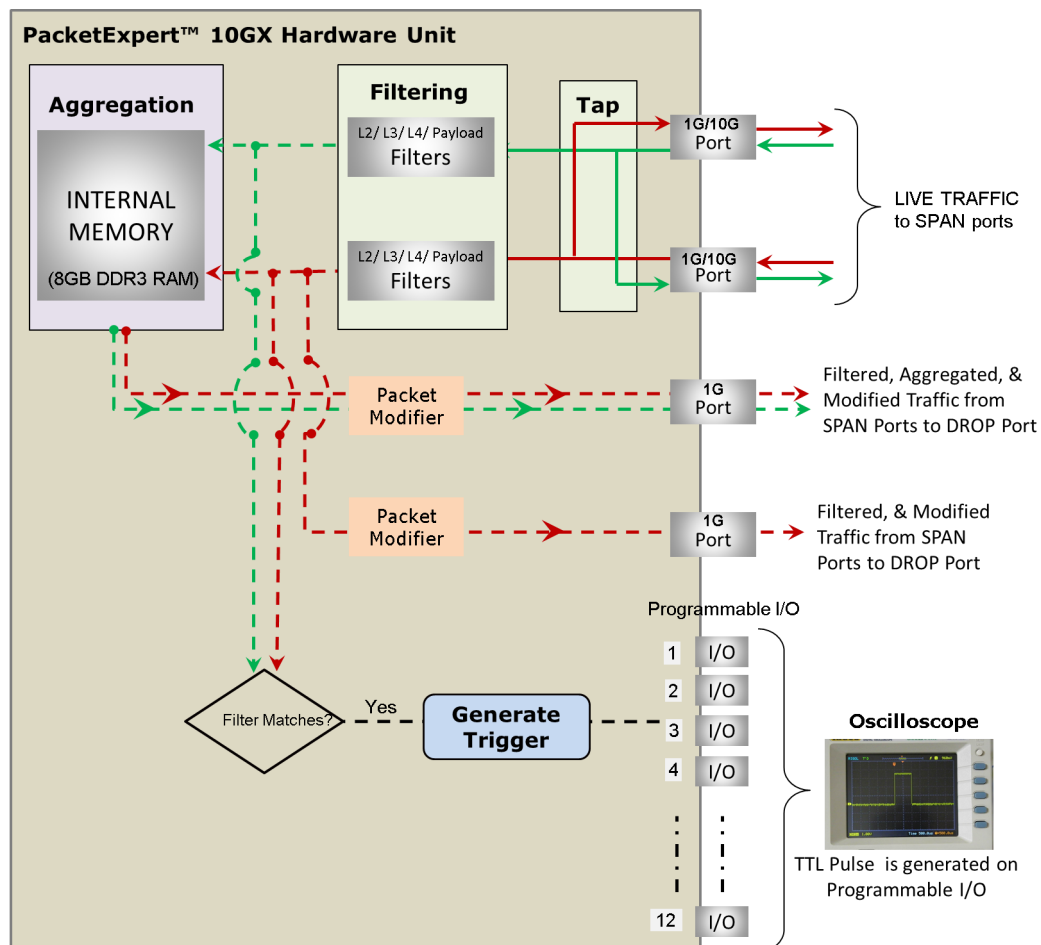 PacketExpert™ 10GX Hardware Unit
Aggregation
INTERNAL
MEMORY
(8GB DDR3 RAM)
Filtering
L2/ L3/ L4/ Payload
Filters
L2/ L3/ L4/ Payload
Filters
Tap
1G/10G
Port
1G/10G
Port
LIVE TRAFFIC
to SPAN ports
Packet
Modifier
1G
Port
Filtered, Aggregated, &
Modified Traffic from
SPAN Ports to DROP Port
Packet
Modifier
1G
Port
Filtered, & Modified
Traffic from SPAN
Ports to DROP Port
Programmable I/O
1 I/O
2 I/O
3 I/O
4 I/O
12 I/O
Filter Matches?
Yes
Generate
Trigger
Oscilloscope
TTL Pulse is generated on
Programmable I/O